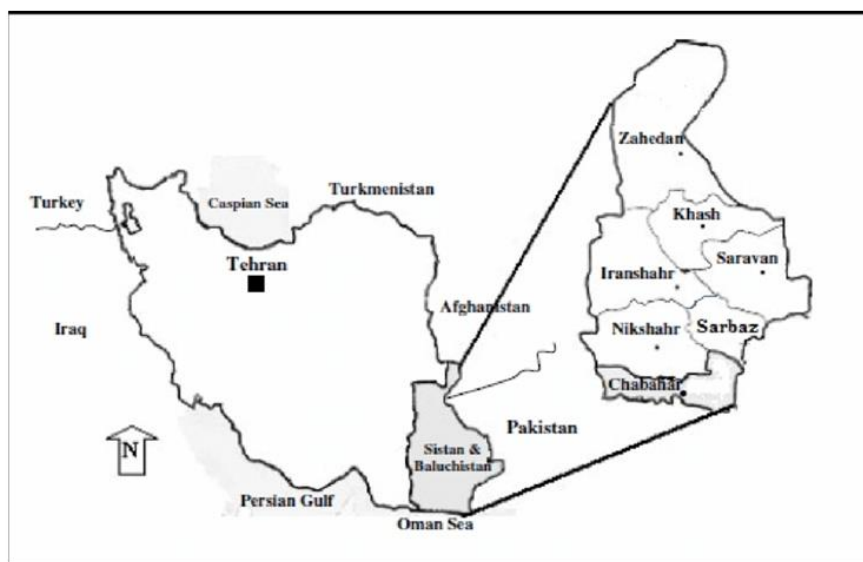 Turkey
Caspian Sea
Turkmenistan
Tehran
Iraq
Afghanistan
Pakistan
Sistan &
Baluchistan
Persian Gulf
Oman Sea
N
Zahedan
Khash
Saravan
Iranshahr
Nikshahr
Sarbaz
Chabahar